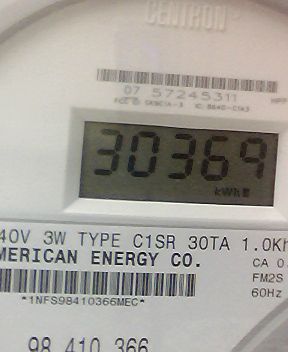 CENTRON
07 57245311
30369
kWh
40V 3W TYPE C1SR 30TA 1.0Kh
MERICAN ENERGY CO.
CA 0.
FM2S
60Hz
*1NFS98410366MEC*
98 410 366